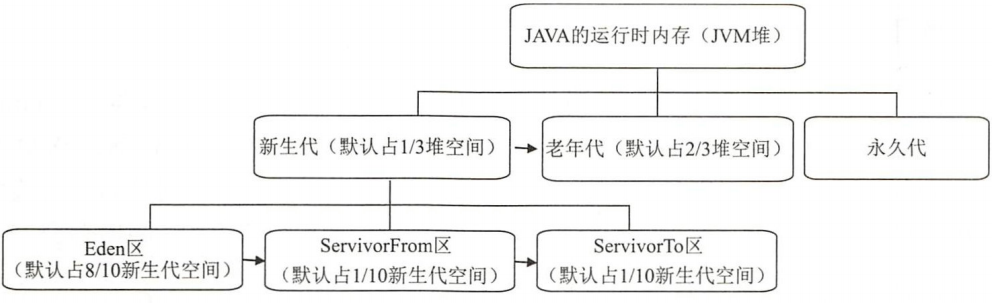 JAVA的运行时内存（JVM堆）
新生代（默认占1/3堆空间）
老年代（默认占2/3堆空间）
永久代
Eden区
（默认占8/10新生代空间）
ServivorFrom区
（默认占1/10新生代空间）
ServivorTo区
（默认占1/10新生代空间）